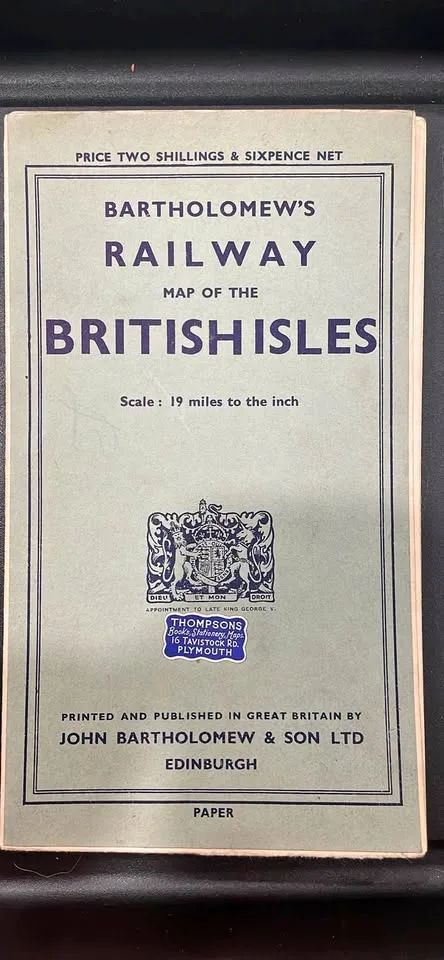 PRICE TWO SHILLINGS & SIXPENCE NET
BARTHOLOMEW'S
RAILWAY
MAP OF THE
BRITISH ISLES
Scale : 19 miles to the inch
DIEU ET MON DROIT
APPOINTMENT TO LATE KING GEORGE V.
THOMPSONS
Books, Stationery, Maps
16 TAVISTOCK RD.
PLYMOUTH
PRINTED AND PUBLISHED IN GREAT BRITAIN BY
JOHN BARTHOLOMEW & SON LTD
EDINBURGH
PAPER